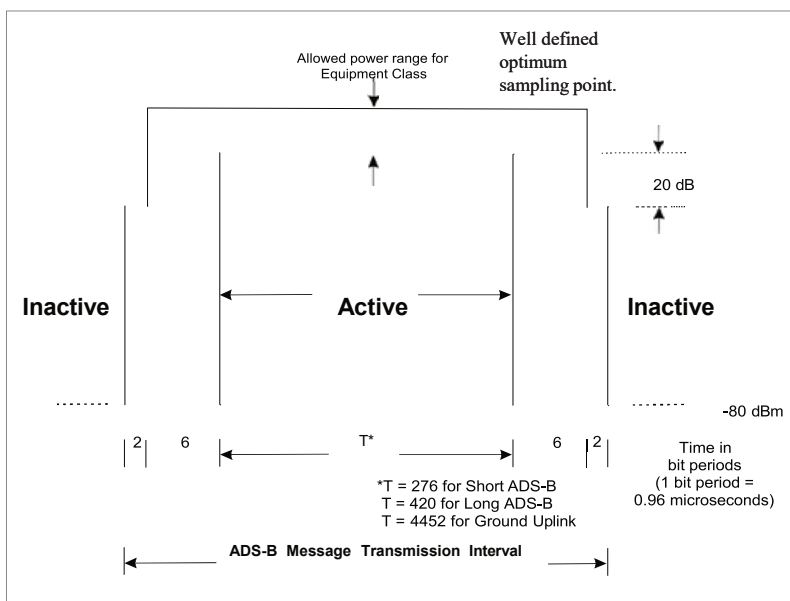 Allowed power range for
Equipment Class
Well defined
optimum
sampling point.
20 dB
Inactive
Active
Inactive
-80 dBm
2
6
T*
6
2
Time in
bit periods
(1 bit period =
0.96 microseconds)
*T = 276 for Short ADS-B
T = 420 for Long ADS-B
T = 4452 for Ground Uplink
ADS-B Message Transmission Interval